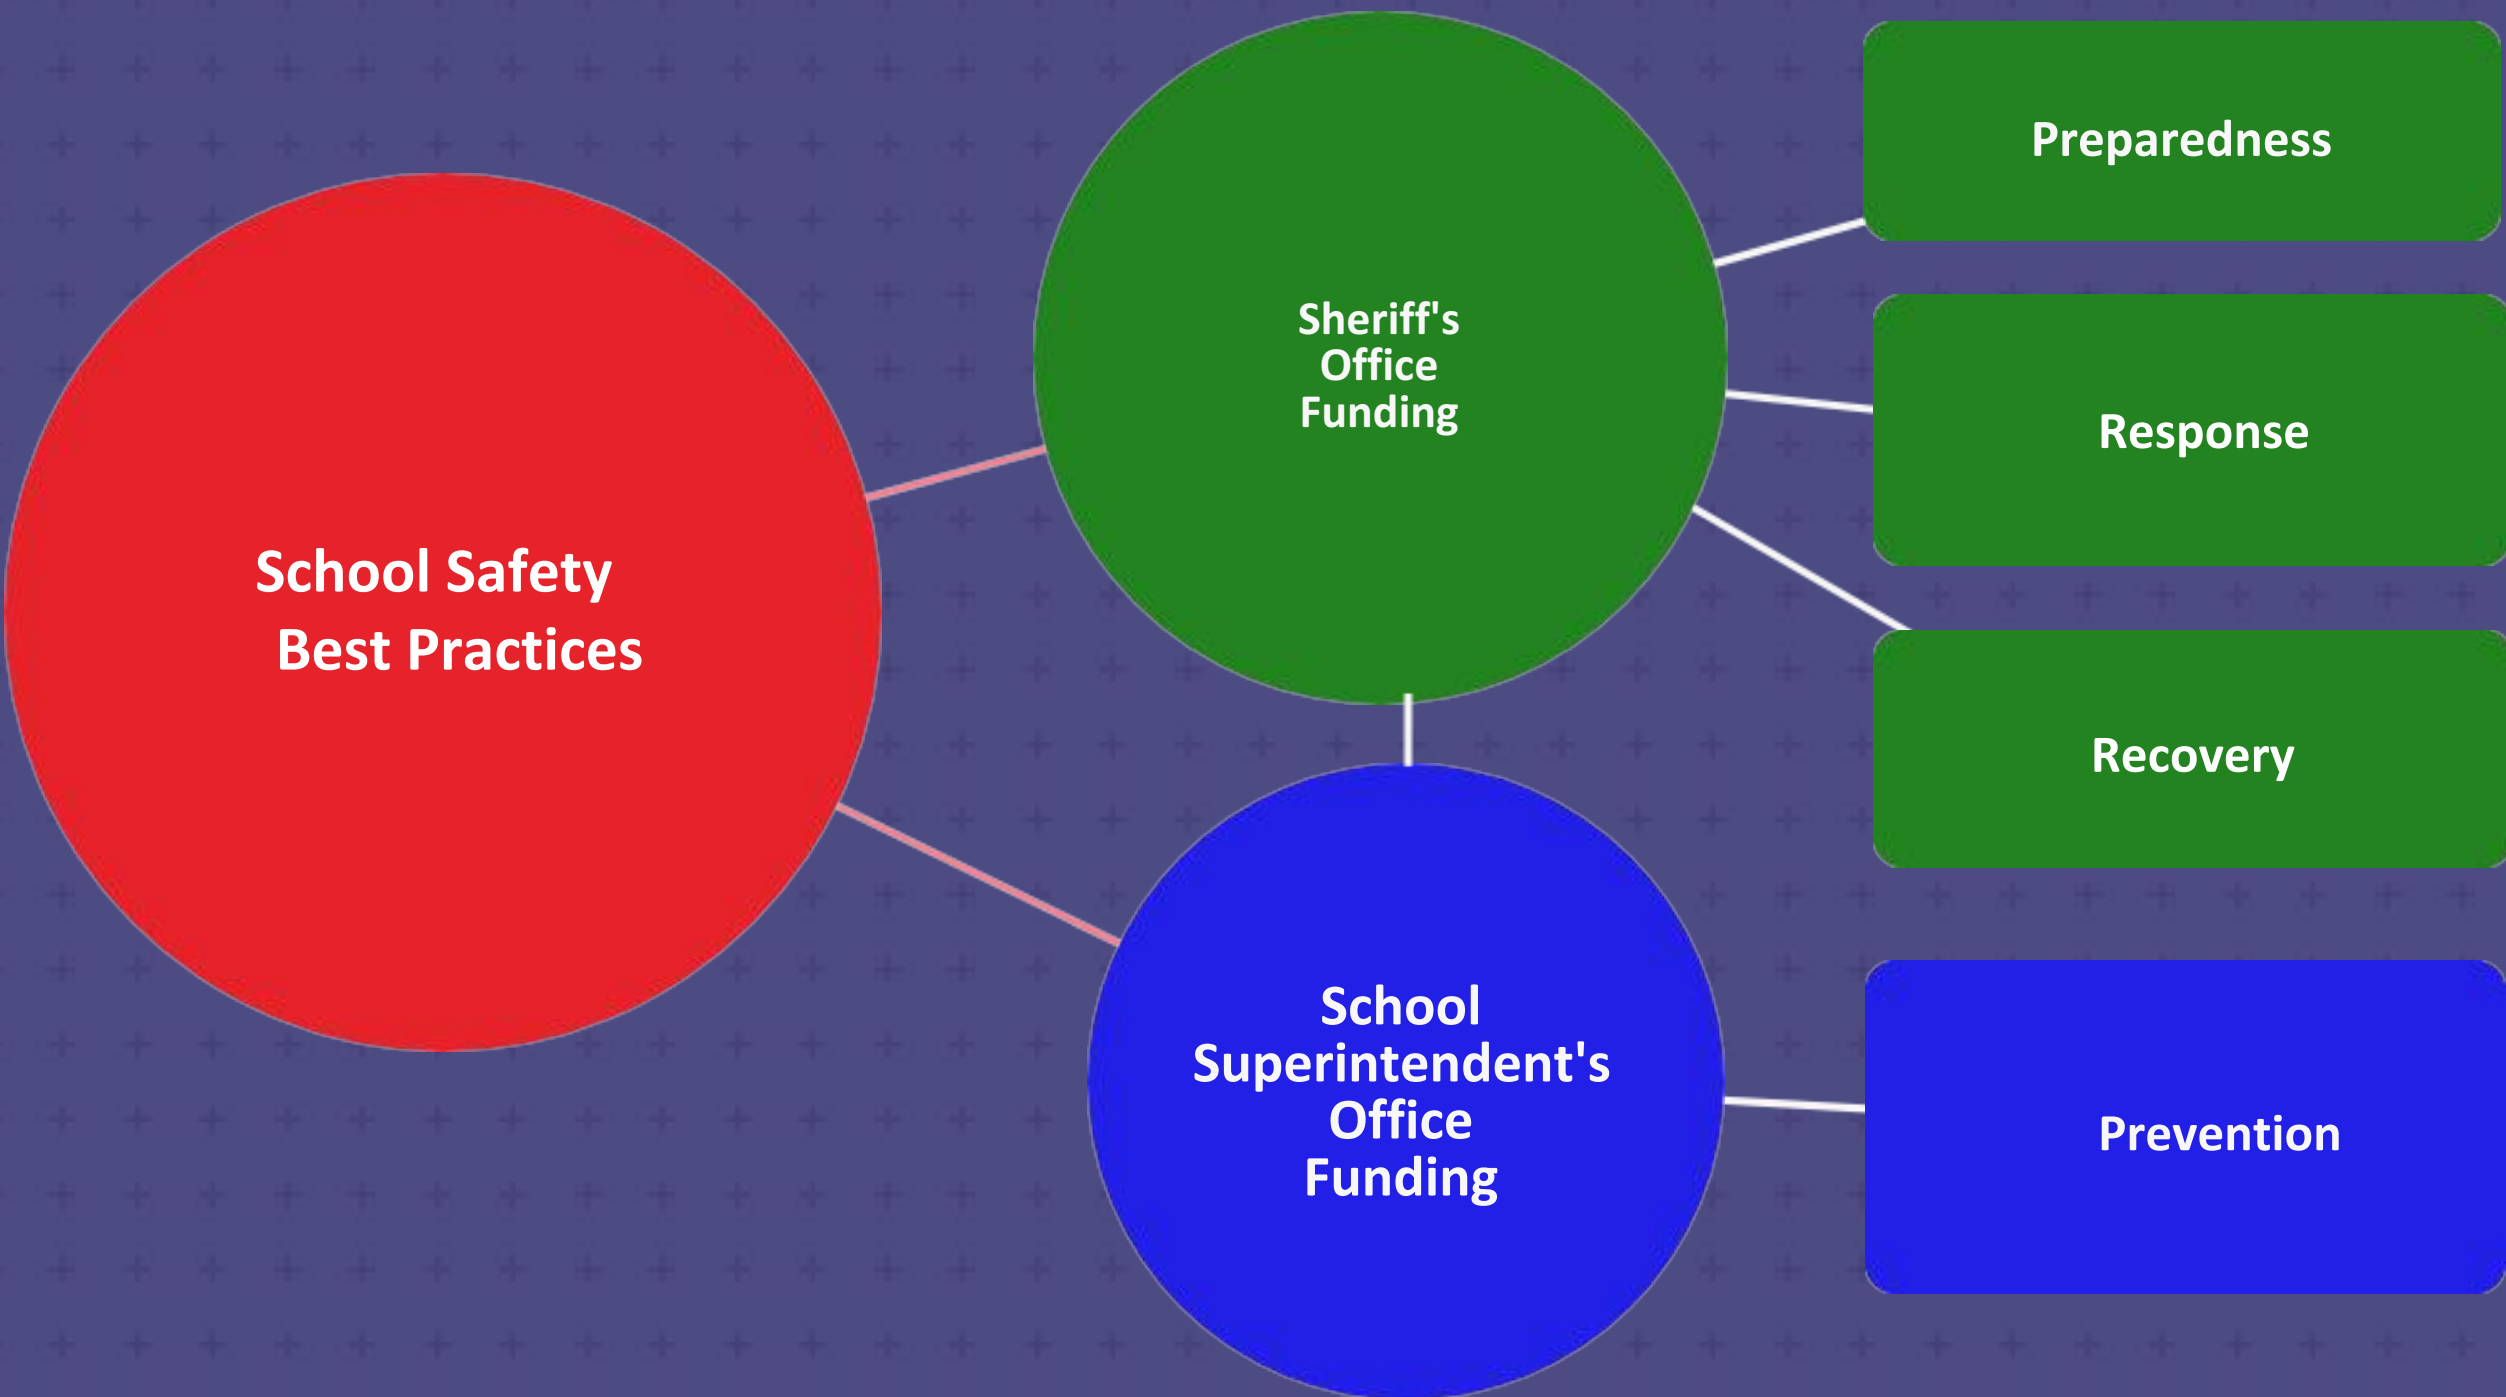 School Safety
Best Practices
Sheriff's
Office
Funding
School
Superintendent's
Office
Funding
Preparedness
Response
Recovery
Prevention